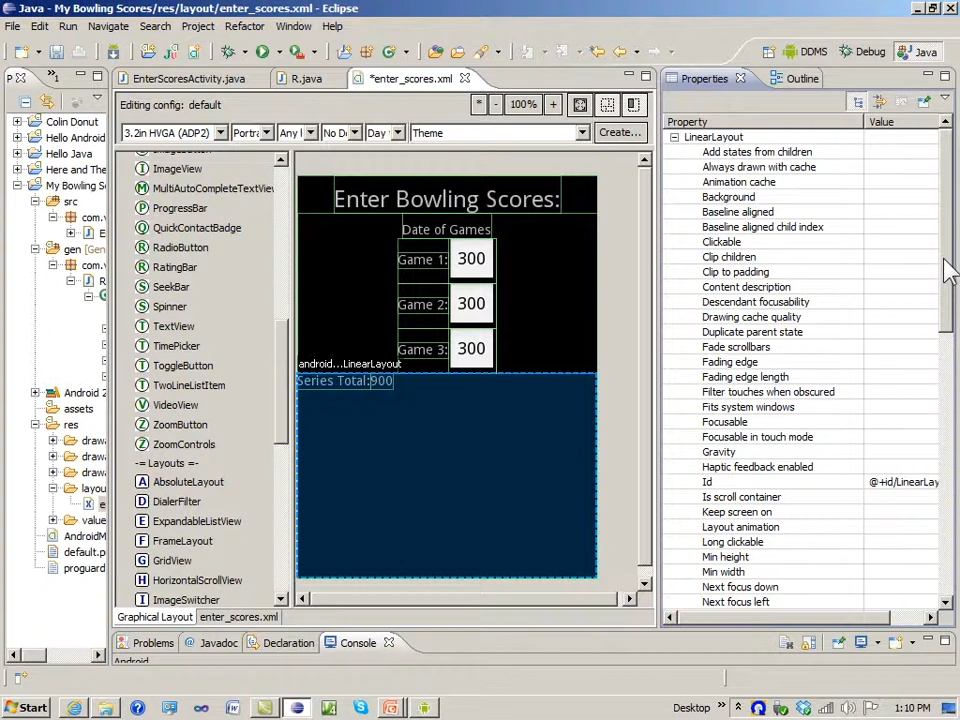 Java - My Bowling Scores/res/layout/enter_scores.xml - Eclipse
File Edit Run Navigate Search Project Refactor Window Help
DDMS Debug Java
P 1 EnterScoresActivity.java R.java *enter_scores.xml Properties Outline
Editing config: default
100%
3.2in HVGA (ADP2) Portra Any l No D Day Theme Create...
Property Value
Colin Donut
Hello Android
Hello Java
Here and The
My Bowling S
src
com.v
E
gen [Gen
com.v
R
Android 2
assets
res
drawa
drawa
drawa
layou
e
value
AndroidM
default.p
proguard
ImageView
MultiAutoCompleteTextView
ProgressBar
QuickContactBadge
RadioButton
RatingBar
SeekBar
Spinner
TextView
TimePicker
ToggleButton
TwoLineListItem
VideoView
ZoomButton
ZoomControls
-= Layouts =-
AbsoluteLayout
DialerFilter
ExpandableListView
FrameLayout
GridView
HorizontalScrollView
ImageSwitcher
Enter Bowling Scores:
Date of Games
Game 1: 300
Game 2: 300
Game 3: 300
android...LinearLayout
Series Total:900
LinearLayout
Add states from children
Always drawn with cache
Animation cache
Background
Baseline aligned
Baseline aligned child index
Clickable
Clip children
Clip to padding
Content description
Descendant focusability
Drawing cache quality
Duplicate parent state
Fade scrollbars
Fading edge
Fading edge length
Filter touches when obscured
Fits system windows
Focusable
Focusable in touch mode
Gravity
Haptic feedback enabled
Id @+id/LinearLay
Is scroll container
Keep screen on
Layout animation
Long clickable
Min height
Min width
Next focus down
Next focus left
Graphical Layout enter_scores.xml
Problems @ Javadoc Declaration Console
Android
Start Desktop 1:10 PM